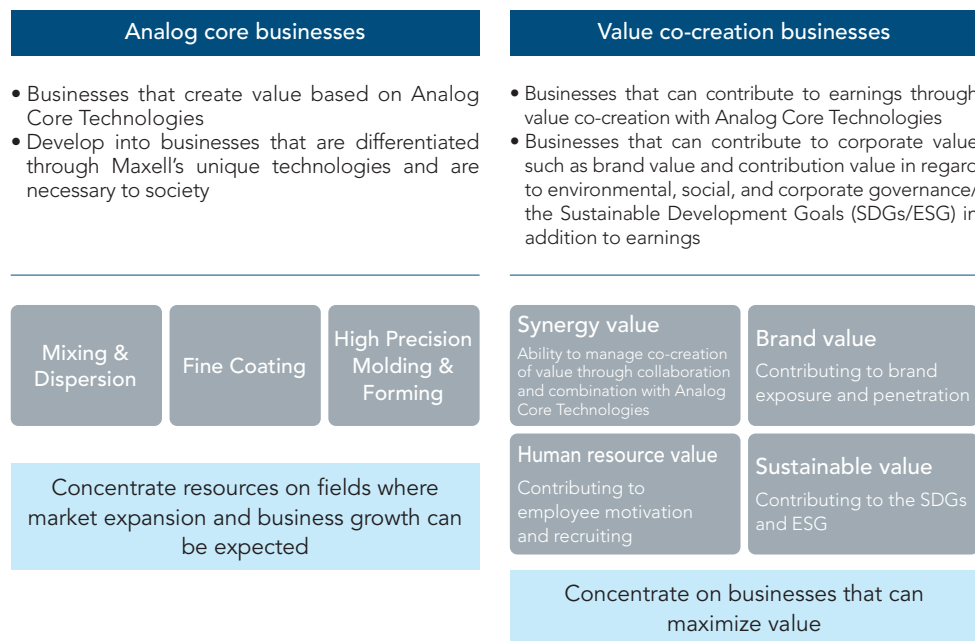 Analog core businesses
• Businesses that create value based on Analog
Core Technologies
• Develop into businesses that are differentiated
through Maxell's unique technologies and are
necessary to society
Mixing &
Dispersion
Fine Coating
High Precision
Molding &
Forming
Concentrate resources on fields where
market expansion and business growth can
be expected
Value co-creation businesses
• Businesses that can contribute to earnings through
value co-creation with Analog Core Technologies
• Businesses that can contribute to corporate value
such as brand value and contribution value in regard
to environmental, social, and corporate governance/
the Sustainable Development Goals (SDGs/ESG) in
addition to earnings
Synergy value
Ability to manage co-creation
of value through collaboration
and combination with Analog
Core Technologies
Brand value
Contributing to brand
exposure and penetration
Human resource value
Contributing to
employee motivation
and recruiting
Sustainable value
Contributing to the SDGs
and ESG
Concentrate on businesses that can
maximize value